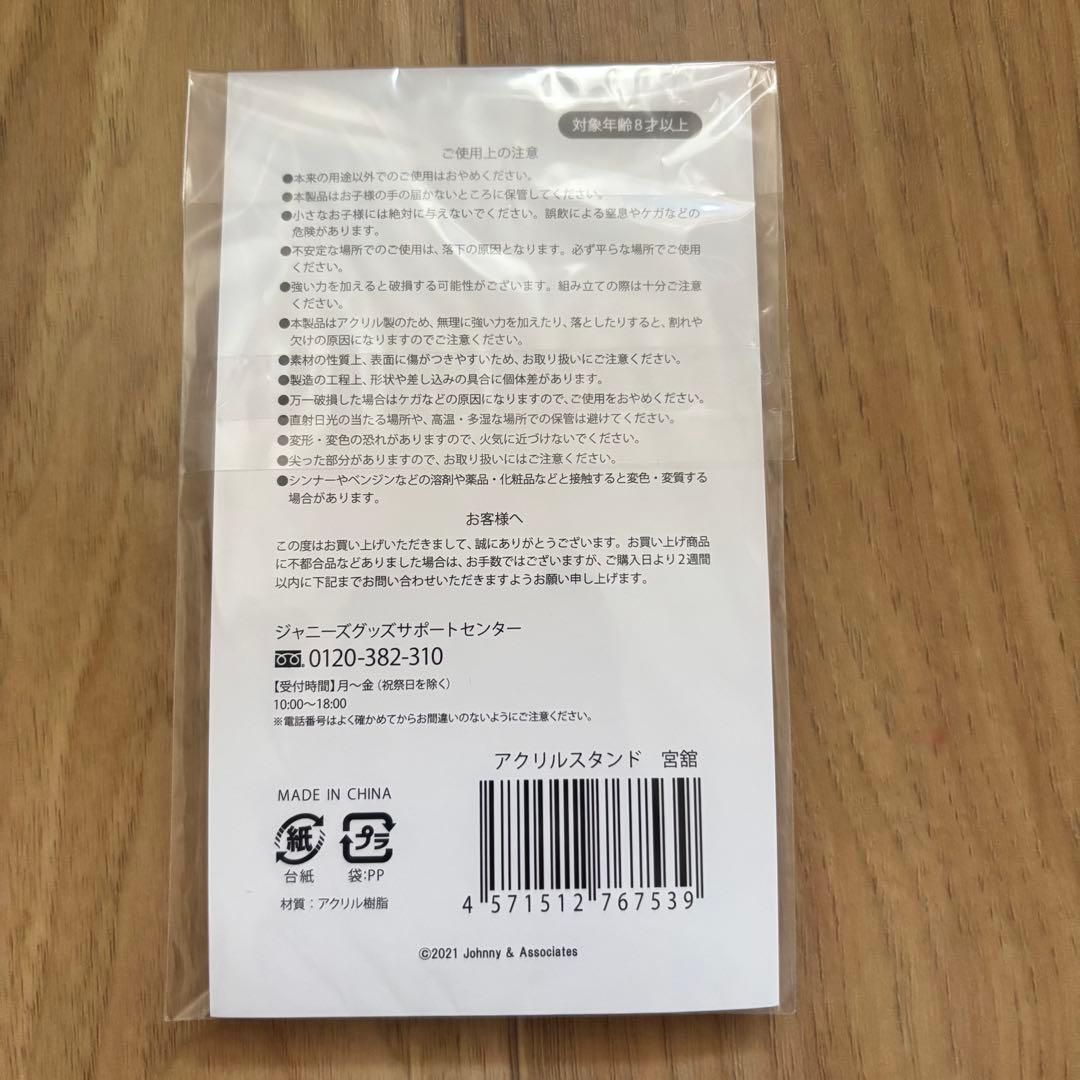 対象年齢8才以上
ご使用上の注意
●本来の用途以外でのご使用はおやめください。
●本製品はお子様の手の届かないところに保管してください。
●小さなお子様には絶対に与えないでください。誤飲による窒息やケガなどの
危険があります。
●不安定な場所でのご使用は、落下の原因となります。必ず平らな場所でご使用
ください。
●強い力を加えると破損する可能性がございます。組み立ての際は十分ご注意
ください。
●本製品はアクリル製のため、無理に強い力を加えたり、落としたりすると、割れや
欠けの原因になりますのでご注意ください。
●素材の性質上、表面に傷がつきやすいため、お取り扱いにご注意ください。
●製造の工程上、形状や差し込みの具合に個体差があります。
●万一破損した場合はケガなどの原因になりますので、ご使用をおやめください。
●直射日光の当たる場所や、高温・多湿な場所での保管は避けてください。
●変形・変色の恐れがありますので、火気に近づけないでください。
●尖った部分がありますので、お取り扱いにはご注意ください。
●シンナーやベンジンなどの溶剤や薬品・化粧品などと接触すると変色・変質する
場合があります。
お客様へ
この度はお買い上げいただきまして、誠にありがとうございます。お買い上げ商品
に不都合品などありました場合は、お手数ではございますが、ご購入日より2週間
以内に下記までお問い合わせいただきますようお願い申し上げます。
ジャニーズグッズサポートセンター
0120-382-310
【受付時間】月〜金（祝祭日を除く）
10:00〜18:00
※電話番号はよく確かめてからお間違いのないようにご注意ください。
アクリルスタンド 宮舘
MADE IN CHINA
紙 プラ
台紙 袋:PP
材質：アクリル樹脂
4 571512 767539
©2021 Johnny & Associates